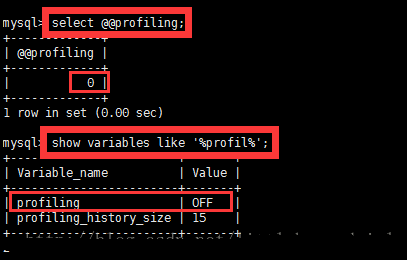 mysql> select @@profiling;
+-------------+
| @@profiling |
+-------------+
| 0 |
+-------------+
1 row in set (0.00 sec)
mysql> show variables like '%profil%';
+------------------------+-------+
| Variable_name | Value |
+------------------------+-------+
| profiling | OFF |
| profiling_history_size | 15 |
+------------------------+-------+